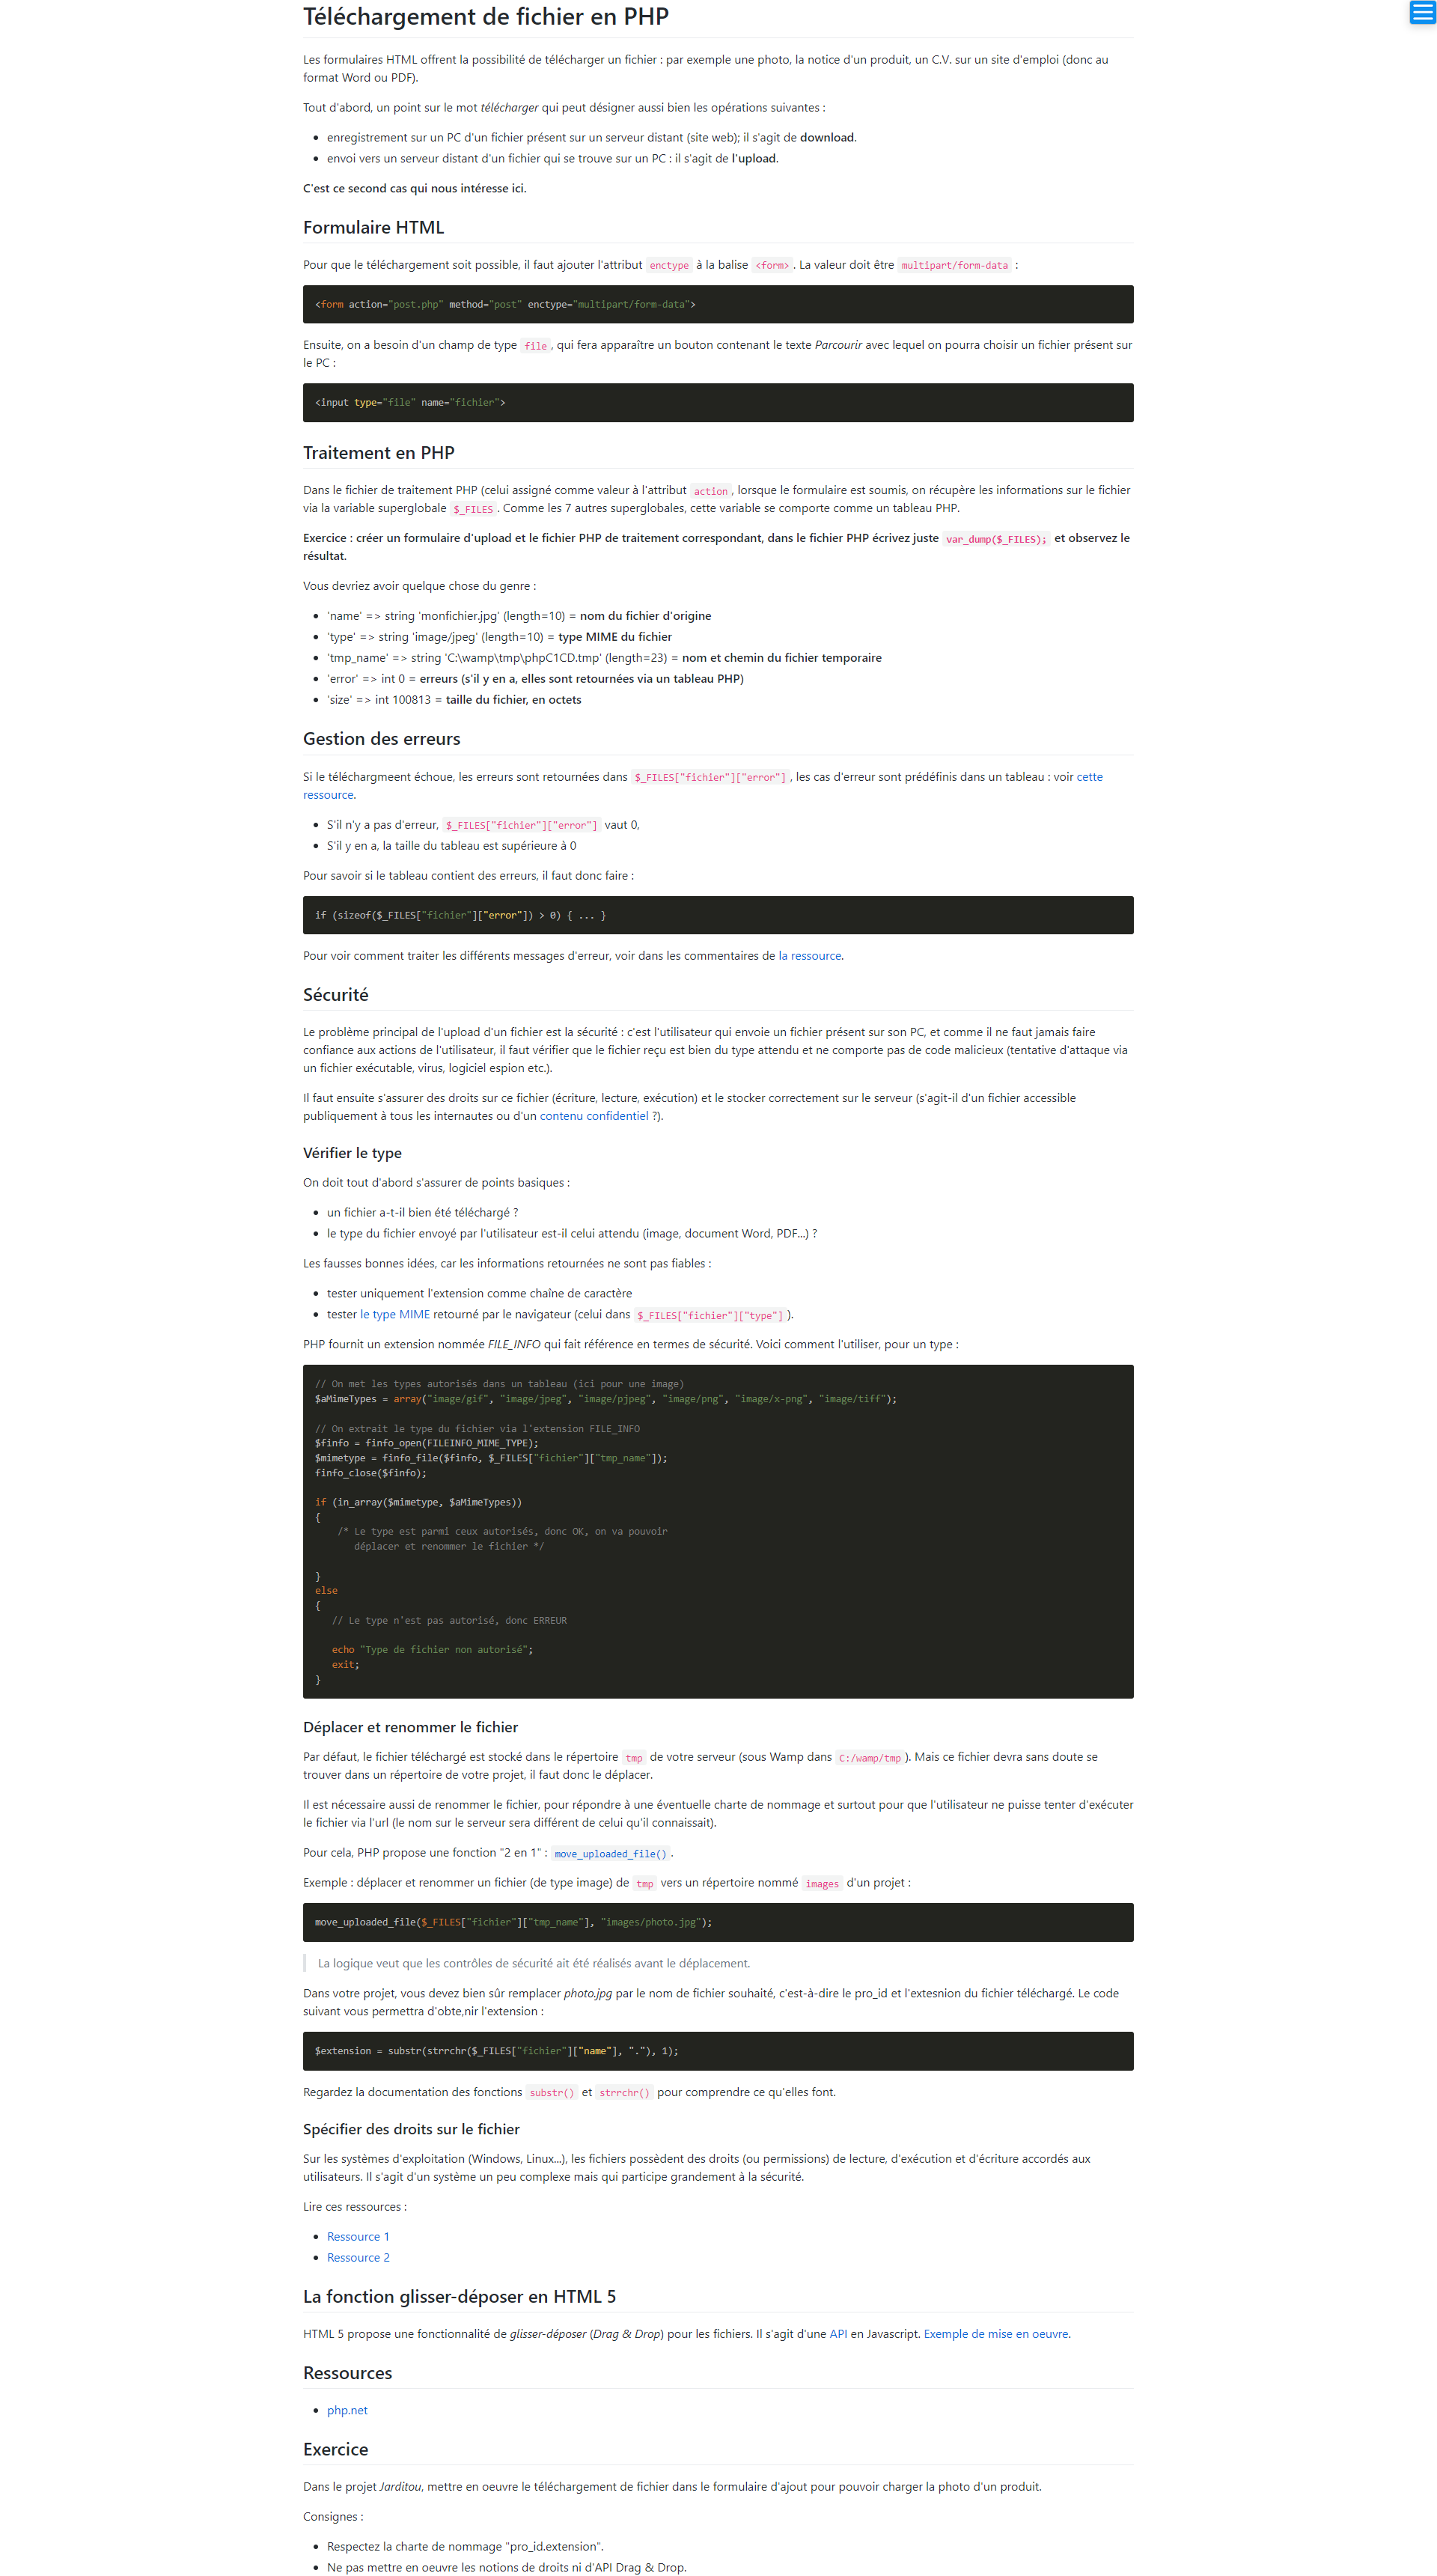 Téléchargement de fichier en PHP
Les formulaires HTML offrent la possibilité de télécharger un fichier : par exemple une photo, la notice d'un produit, un C.V. sur un site d'emploi (donc au
format Word ou PDF).
Tout d'abord, un point sur le mot télécharger qui peut désigner aussi bien les opérations suivantes :
• enregistrement sur un PC d'un fichier présent sur un serveur distant (site web); il s'agit de download.
• envoi vers un serveur distant d'un fichier qui se trouve sur un PC : il s'agit de l'upload.
C'est ce second cas qui nous intéresse ici.
Formulaire HTML
Pour que le téléchargement soit possible, il faut ajouter l'attribut enctype à la balise <form>. La valeur doit être multipart/form-data :
<form action="post.php" method="post" enctype="multipart/form-data">
Ensuite, on a besoin d'un champ de type file, qui fera apparaître un bouton contenant le texte Parcourir avec lequel on pourra choisir un fichier présent sur
le PC :
<input type="file" name="fichier">
Traitement en PHP
Dans le fichier de traitement PHP (celui assigné comme valeur à l'attribut action, lorsque le formulaire est soumis, on récupère les informations sur le fichier
via la variable superglobale $_FILES. Comme les 7 autres superglobales, cette variable se comporte comme un tableau PHP.
Exercice : créer un formulaire d'upload et le fichier PHP de traitement correspondant, dans le fichier PHP écrivez juste var_dump($_FILES); et observez le
résultat.
Vous devriez avoir quelque chose du genre :
• 'name' => string 'monfichier.jpg' (length=10) = nom du fichier d'origine
• 'type' => string 'image/jpeg' (length=10) = type MIME du fichier
• 'tmp_name' => string 'C:\wamp\tmp\phpC1CD.tmp' (length=23) = nom et chemin du fichier temporaire
• 'error' => int 0 = erreurs (s'il y en a, elles sont retournées via un tableau PHP)
• 'size' => int 100813 = taille du fichier, en octets
Gestion des erreurs
Si le téléchargmeent échoue, les erreurs sont retournées dans $_FILES["fichier"]["error"], les cas d'erreur sont prédéfinis dans un tableau : voir cette
ressource.
• S'il n'y a pas d'erreur, $_FILES["fichier"]["error"] vaut 0,
• S'il y en a, la taille du tableau est supérieure à 0
Pour savoir si le tableau contient des erreurs, il faut donc faire :
if (sizeof($_FILES["fichier"]["error"]) > 0) { ... }
Pour voir comment traiter les différents messages d'erreur, voir dans les commentaires de la ressource.
Sécurité
Le problème principal de l'upload d'un fichier est la sécurité : c'est l'utilisateur qui envoie un fichier présent sur son PC, et comme il ne faut jamais faire
confiance aux actions de l'utilisateur, il faut vérifier que le fichier reçu est bien du type attendu et ne comporte pas de code malicieux (tentative d'attaque via
un fichier exécutable, virus, logiciel espion etc.).
Il faut ensuite s'assurer des droits sur ce fichier (écriture, lecture, exécution) et le stocker correctement sur le serveur (s'agit-il d'un fichier accessible
publiquement à tous les internautes ou d'un contenu confidentiel ?).
Vérifier le type
On doit tout d'abord s'assurer de points basiques :
• un fichier a-t-il bien été téléchargé ?
• le type du fichier envoyé par l'utilisateur est-il celui attendu (image, document Word, PDF...) ?
Les fausses bonnes idées, car les informations retournées ne sont pas fiables :
• tester uniquement l'extension comme chaîne de caractère
• tester le type MIME retourné par le navigateur (celui dans $_FILES["fichier"]["type"]).
PHP fournit un extension nommée FILE_INFO qui fait référence en termes de sécurité. Voici comment l'utiliser, pour un type :
// On met les types autorisés dans un tableau (ici pour une image)
$aMimeTypes = array("image/gif", "image/jpeg", "image/pjpeg", "image/png", "image/x-png", "image/tiff");
// On extrait le type du fichier via l'extension FILE_INFO
$finfo = finfo_open(FILEINFO_MIME_TYPE);
$mimetype = finfo_file($finfo, $_FILES["fichier"]["tmp_name"]);
finfo_close($finfo);
if (in_array($mimetype, $aMimeTypes))
{
/* Le type est parmi ceux autorisés, donc OK, on va pouvoir
déplacer et renommer le fichier */
}
else
{
// Le type n'est pas autorisé, donc ERREUR
echo "Type de fichier non autorisé";
exit;
}
Déplacer et renommer le fichier
Par défaut, le fichier téléchargé est stocké dans le répertoire tmp de votre serveur (sous Wamp dans C:/wamp/tmp). Mais ce fichier devra sans doute se
trouver dans un répertoire de votre projet, il faut donc le déplacer.
Il est nécessaire aussi de renommer le fichier, pour répondre à une éventuelle charte de nommage et surtout pour que l'utilisateur ne puisse tenter d'exécuter
le fichier via l'url (le nom sur le serveur sera différent de celui qu'il connaissait).
Pour cela, PHP propose une fonction "2 en 1" : move_uploaded_file().
Exemple : déplacer et renommer un fichier (de type image) de tmp vers un répertoire nommé images d'un projet :
move_uploaded_file($_FILES["fichier"]["tmp_name"], "images/photo.jpg");
La logique veut que les contrôles de sécurité ait été réalisés avant le déplacement.
Dans votre projet, vous devez bien sûr remplacer photo.jpg par le nom de fichier souhaité, c'est-à-dire le pro_id et l'extesnion du fichier téléchargé. Le code
suivant vous permettra d'obte,nir l'extension :
$extension = substr(strrchr($_FILES["fichier"]["name"], "."), 1);
Regardez la documentation des fonctions substr() et strrchr() pour comprendre ce qu'elles font.
Spécifier des droits sur le fichier
Sur les systèmes d'exploitation (Windows, Linux...), les fichiers possèdent des droits (ou permissions) de lecture, d'exécution et d'écriture accordés aux
utilisateurs. Il s'agit d'un système un peu complexe mais qui participe grandement à la sécurité.
Lire ces ressources :
• Ressource 1
• Ressource 2
La fonction glisser-déposer en HTML 5
HTML 5 propose une fonctionnalité de glisser-déposer (Drag & Drop) pour les fichiers. Il s'agit d'une API en Javascript. Exemple de mise en oeuvre.
Ressources
• php.net
Exercice
Dans le projet Jarditou, mettre en oeuvre le téléchargement de fichier dans le formulaire d'ajout pour pouvoir charger la photo d'un produit.
Consignes :
• Respectez la charte de nommage "pro_id.extension".
• Ne pas mettre en oeuvre les notions de droits ni d'API Drag & Drop.